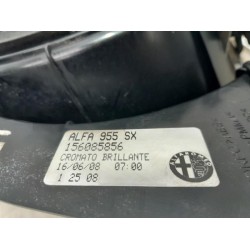 ALFA 955 SX
156085856
CROMATO BRILLANTE
16/06/08 07:00
1 25 08